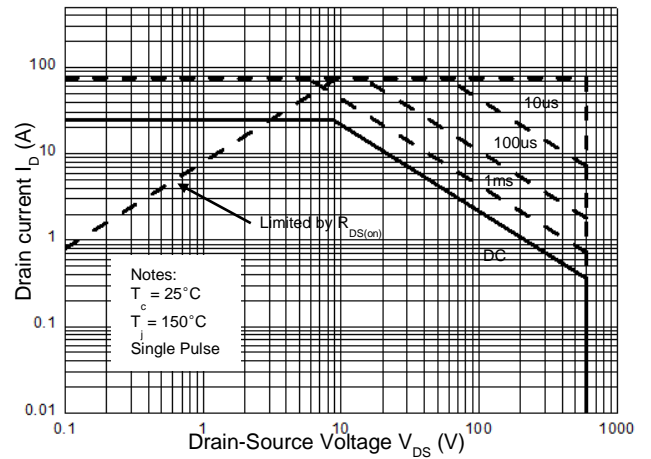 Drain current I_D (A)
100
10
1
0.1
0.01
10us
100us
1ms
DC
Limited by R_DS(on)
Notes:
T_c = 25°C
T_j = 150°C
Single Pulse
0.1 1 10 100 1000
Drain-Source Voltage V_DS (V)